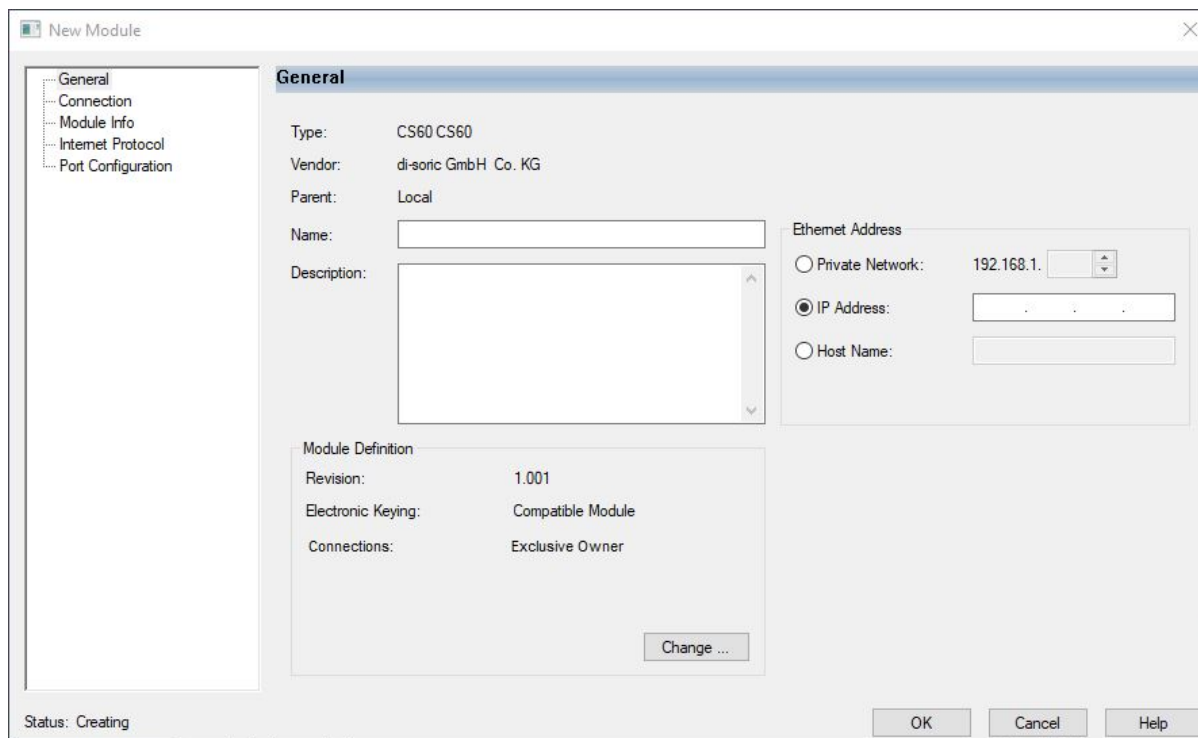 New Module
General
Connection
Module Info
Internet Protocol
Port Configuration
General
Type: CS60 CS60
Vendor: di-soric GmbH Co. KG
Parent: Local
Name:
Description:
Ethernet Address
Private Network: 192.168.1.
IP Address: . . .
Host Name:
Module Definition
Revision: 1.001
Electronic Keying: Compatible Module
Connections: Exclusive Owner
Change ...
Status: Creating
OK Cancel Help